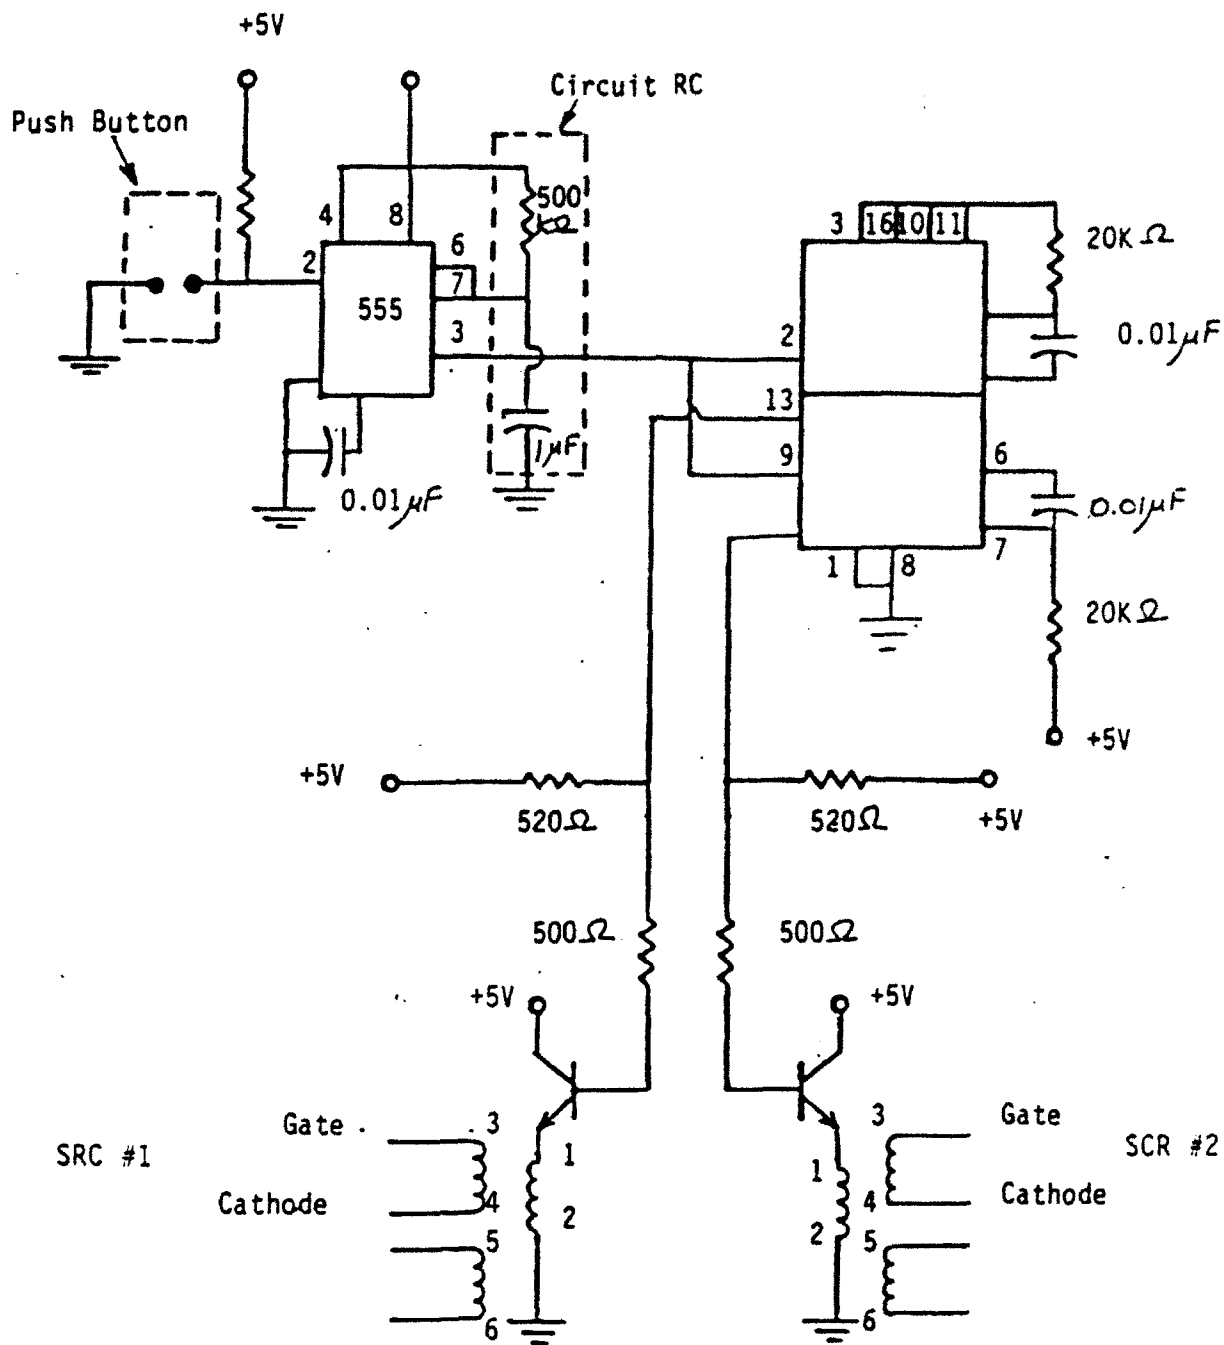 +5V
Circuit RC
Push Button
500
kΩ
4
8
6
2
7
555
3
1μF
0.01μF
3
16
10
11
20KΩ
0.01μF
2
13
9
6
0.01μF
7
1
8
20KΩ
+5V
+5V
520Ω
520Ω
+5V
500Ω
500Ω
+5V
+5V
Gate
3
1
SRC #1
Cathode
4
2
5
6
3
Gate
1
SCR #2
4
Cathode
2
5
6